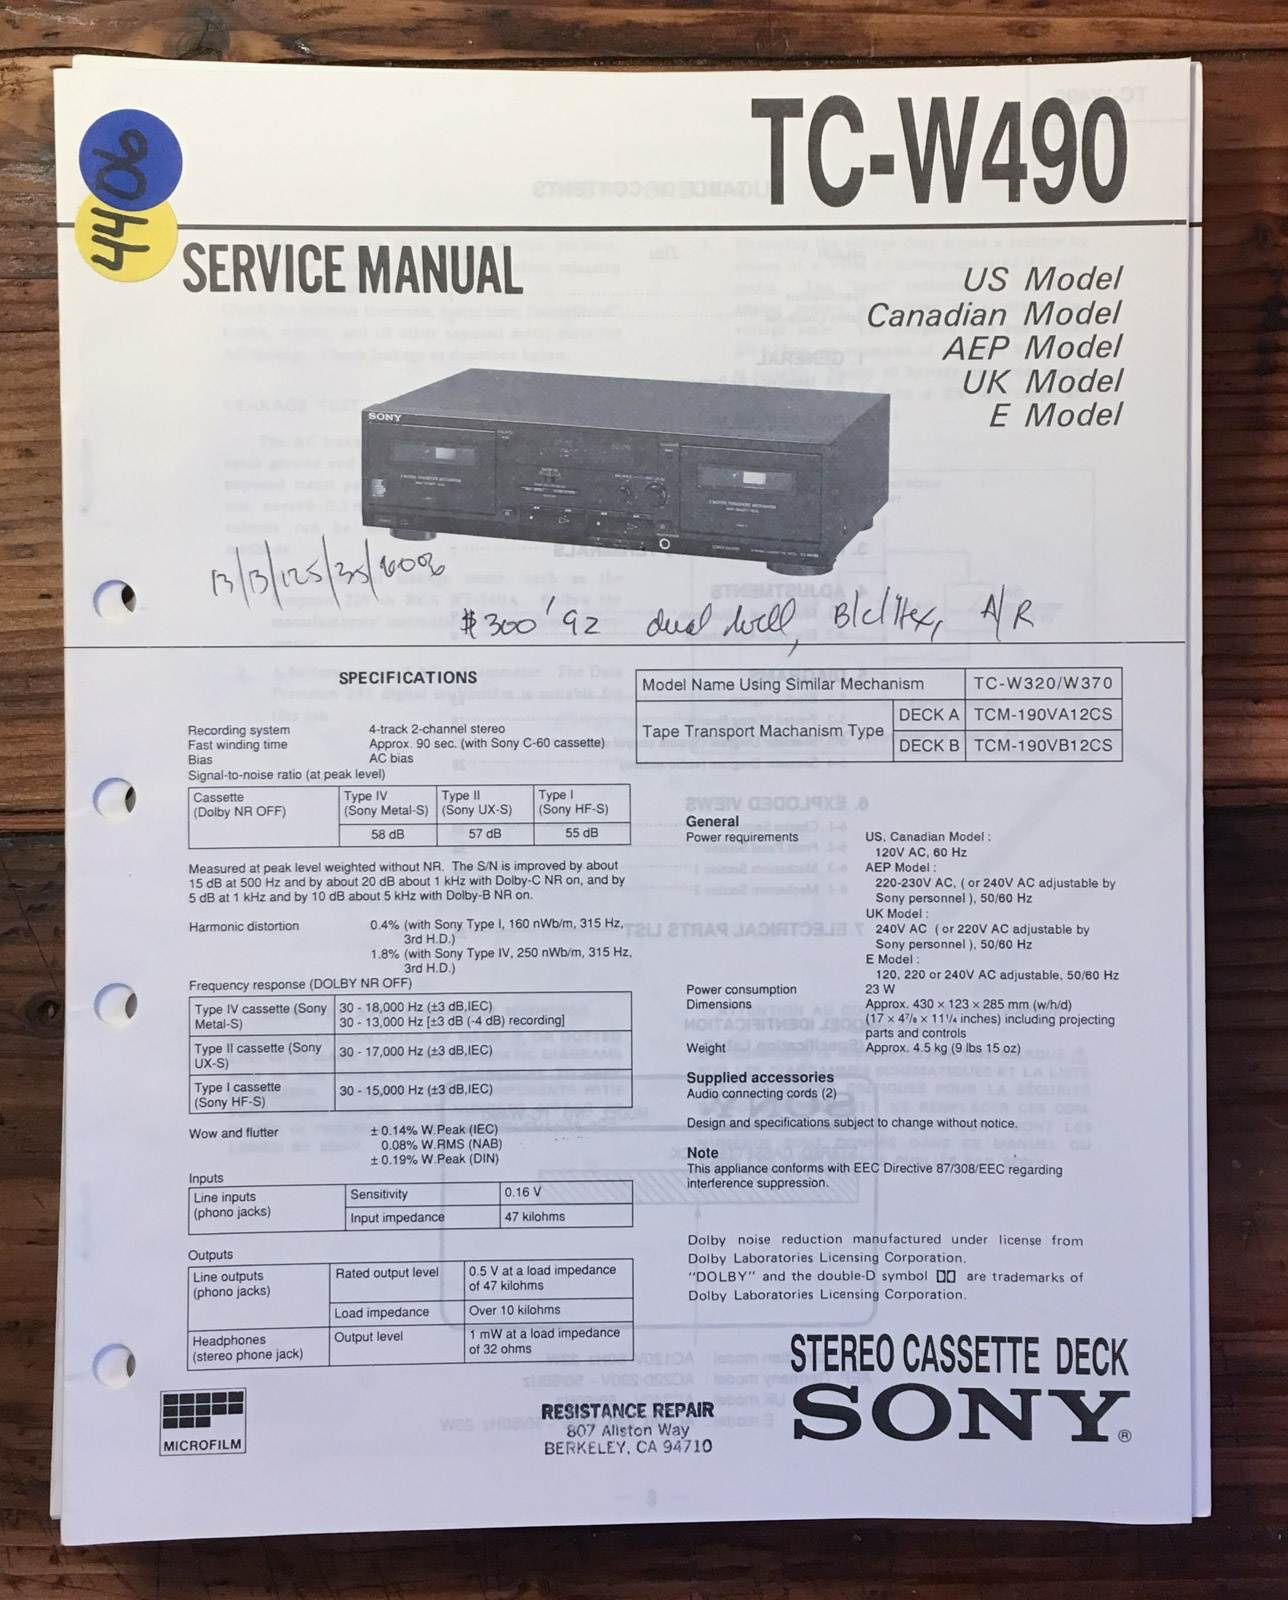 TC-W490
4406
SERVICE MANUAL
US Model
Canadian Model
AEP Model
UK Model
E Model
SONY
13/13/125/35/600%
$300 '92 dual well, B/C/Hx, A/R
SPECIFICATIONS
Recording system 4-track 2-channel stereo
Fast winding time Approx. 90 sec. (with Sony C-60 cassette)
Bias AC bias
Signal-to-noise ratio (at peak level)
Cassette (Dolby NR OFF) Type IV (Sony Metal-S) Type II (Sony UX-S) Type I (Sony HF-S)
58 dB 57 dB 55 dB
Measured at peak level weighted without NR. The S/N is improved by about
15 dB at 500 Hz and by about 20 dB about 1 kHz with Dolby-C NR on, and by
5 dB at 1 kHz and by 10 dB about 5 kHz with Dolby-B NR on.
Harmonic distortion 0.4% (with Sony Type I, 160 nWb/m, 315 Hz,
3rd H.D.)
1.8% (with Sony Type IV, 250 nWb/m, 315 Hz,
3rd H.D.)
Frequency response (DOLBY NR OFF)
Type IV cassette (Sony 30 - 18,000 Hz (±3 dB,IEC)
Metal-S) 30 - 13,000 Hz [±3 dB (-4 dB) recording]
Type II cassette (Sony 30 - 17,000 Hz (±3 dB,IEC)
UX-S)
Type I cassette 30 - 15,000 Hz (±3 dB,IEC)
(Sony HF-S)
Wow and flutter ± 0.14% W.Peak (IEC)
0.08% W.RMS (NAB)
± 0.19% W.Peak (DIN)
Inputs
Line inputs Sensitivity 0.16 V
(phono jacks) Input impedance 47 kilohms
Outputs
Line outputs Rated output level 0.5 V at a load impedance
(phono jacks) of 47 kilohms
Load impedance Over 10 kilohms
Headphones Output level 1 mW at a load impedance
(stereo phone jack) of 32 ohms
MICROFILM
Model Name Using Similar Mechanism TC-W320/W370
Tape Transport Machanism Type DECK A TCM-190VA12CS
DECK B TCM-190VB12CS
General
Power requirements US, Canadian Model :
120V AC, 60 Hz
AEP Model :
220-230V AC, ( or 240V AC adjustable by
Sony personnel ), 50/60 Hz
UK Model :
240V AC ( or 220V AC adjustable by
Sony personnel ), 50/60 Hz
E Model :
120, 220 or 240V AC adjustable, 50/60 Hz
Power consumption 23 W
Dimensions Approx. 430 × 123 × 285 mm (w/h/d)
(17 × 4 7/8 × 11 1/4 inches) including projecting
parts and controls
Weight Approx. 4.5 kg (9 lbs 15 oz)
Supplied accessories
Audio connecting cords (2)
Design and specifications subject to change without notice.
Note
This appliance conforms with EEC Directive 87/308/EEC regarding
interference suppression.
Dolby noise reduction manufactured under license from
Dolby Laboratories Licensing Corporation.
"DOLBY" and the double-D symbol are trademarks of
Dolby Laboratories Licensing Corporation.
RESISTANCE REPAIR
807 Allston Way
BERKELEY, CA 94710
STEREO CASSETTE DECK
SONY®